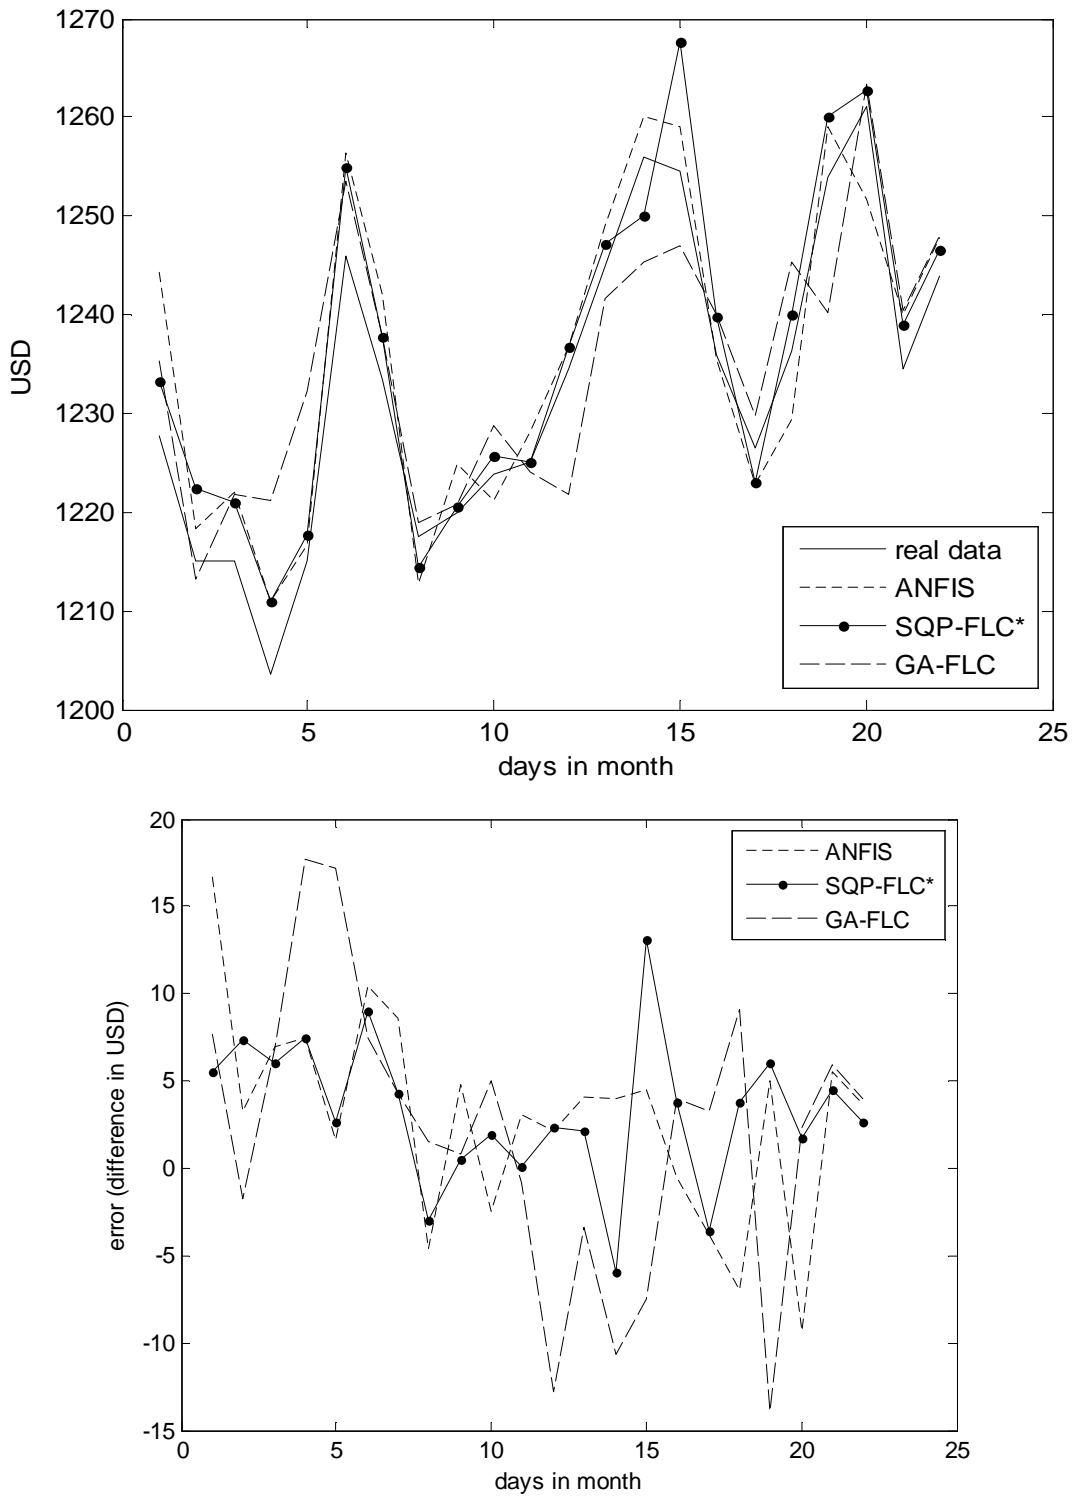 1270
1260
1250
1240
1230
1220
1210
1200
USD
real data
ANFIS
SQP-FLC*
GA-FLC
0
5
10
15
20
25
days in month
20
15
10
5
0
-5
-10
-15
error (difference in USD)
ANFIS
SQP-FLC*
GA-FLC
0
5
10
15
20
25
days in month